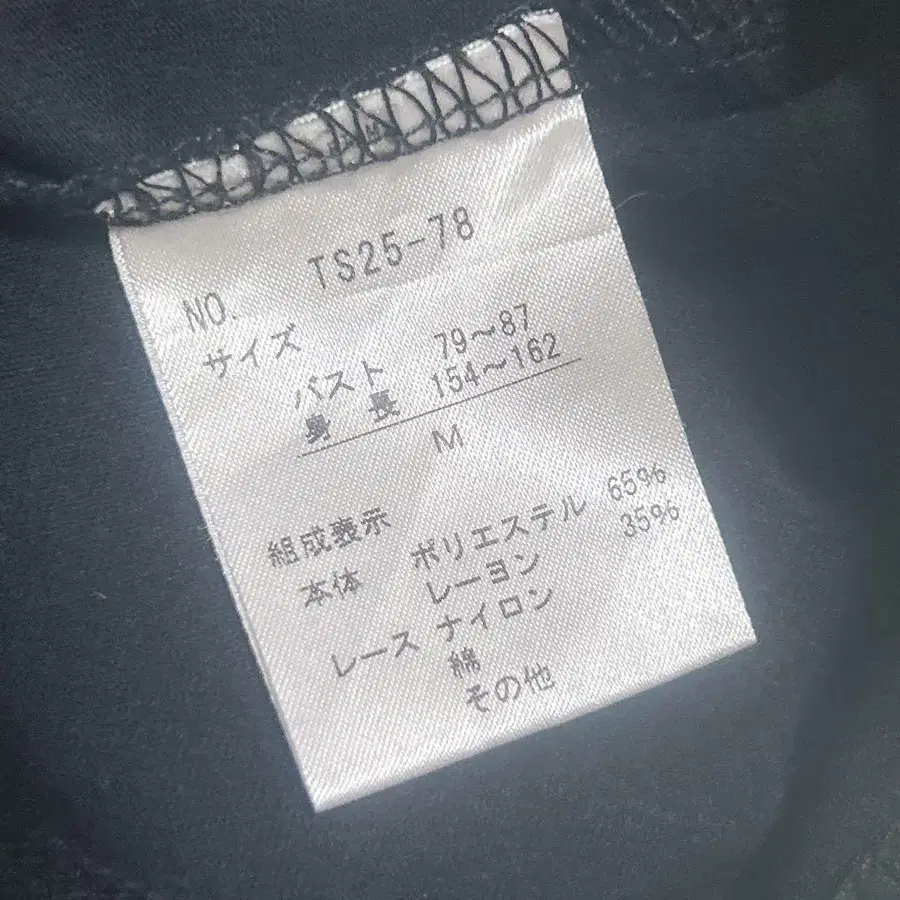 NO. TS25-78
サイズ
バスト 79～87
身 長 154～162
M
組成表示
本体 ポリエステル 65%
レーヨン 35%
レース ナイロン
綿
その他